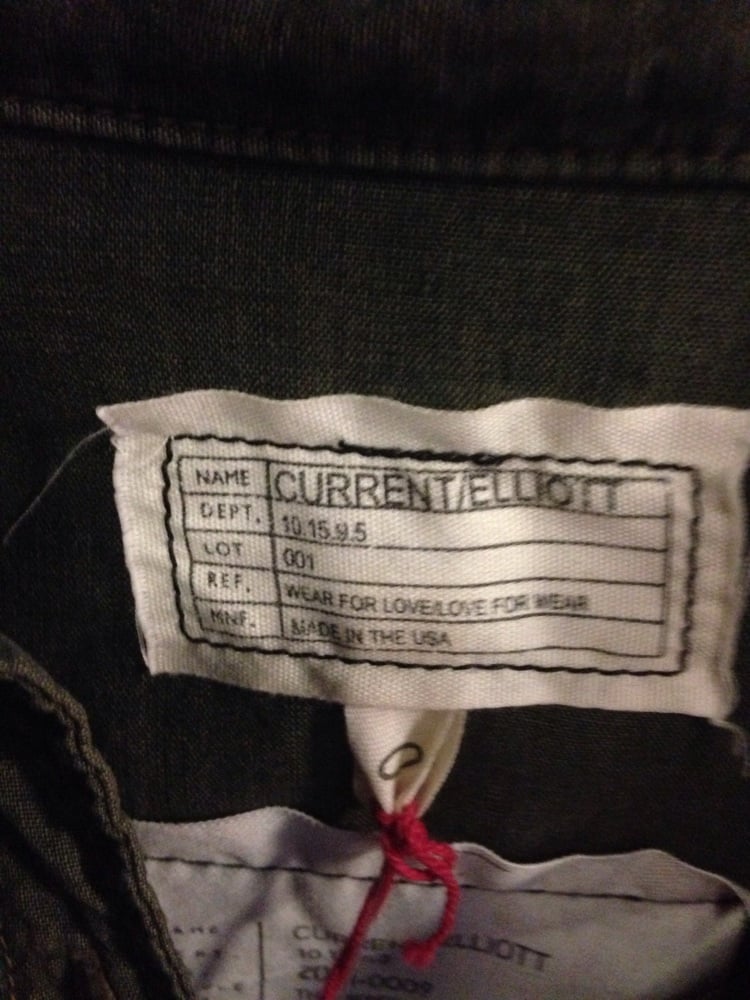 NAME CURRENT/ELLIOTT
DEPT. 10.15.9.5
LOT 001
REF. WEAR FOR LOVE/LOVE FOR WEAR
MNF. MADE IN THE USA
0
ELLIOTT